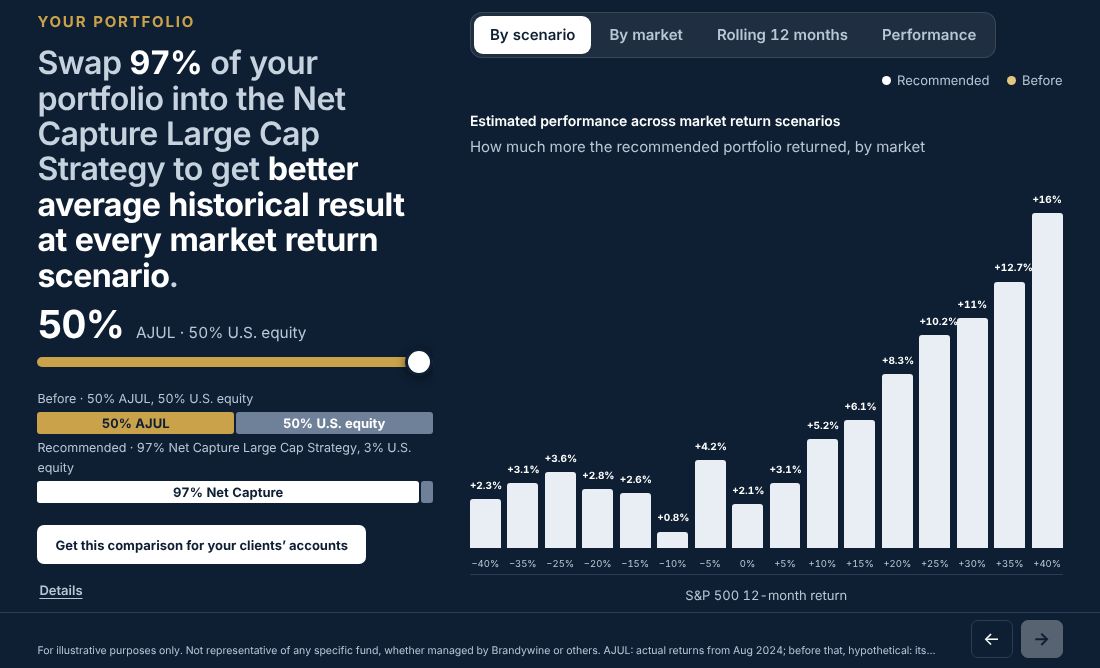 YOUR PORTFOLIO
Swap 97% of your
portfolio into the Net
Capture Large Cap
Strategy to get better
average historical result
at every market return
scenario.
50% AJUL · 50% U.S. equity
Before · 50% AJUL, 50% U.S. equity
50% AJUL 50% U.S. equity
Recommended · 97% Net Capture Large Cap Strategy, 3% U.S.
equity
97% Net Capture
Get this comparison for your clients’ accounts
Details
By scenario By market Rolling 12 months Performance
Recommended Before
Estimated performance across market return scenarios
How much more the recommended portfolio returned, by market
+2.3% +3.1% +3.6% +2.8% +2.6% +0.8% +4.2% +2.1% +3.1% +5.2% +6.1% +8.3% +10.2% +11% +12.7% +16%
−40% −35% −25% −20% −15% −10% −5% 0% +5% +10% +15% +20% +25% +30% +35% +40%
S&P 500 12-month return
For illustrative purposes only. Not representative of any specific fund, whether managed by Brandywine or others. AJUL: actual returns from Aug 2024; before that, hypothetical: its…